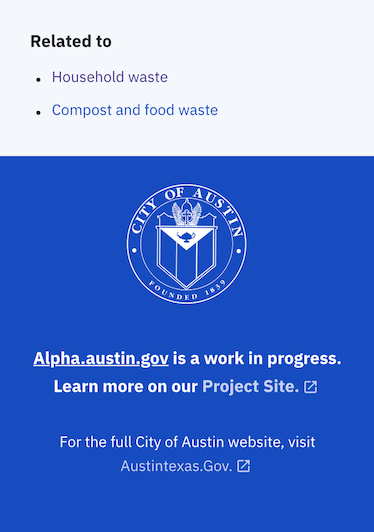 Related to
Household waste
Compost and food waste
CITY OF AUSTIN
FOUNDED 1839
Alpha.austin.gov is a work in progress.
Learn more on our Project Site.
For the full City of Austin website, visit
Austintexas.Gov.